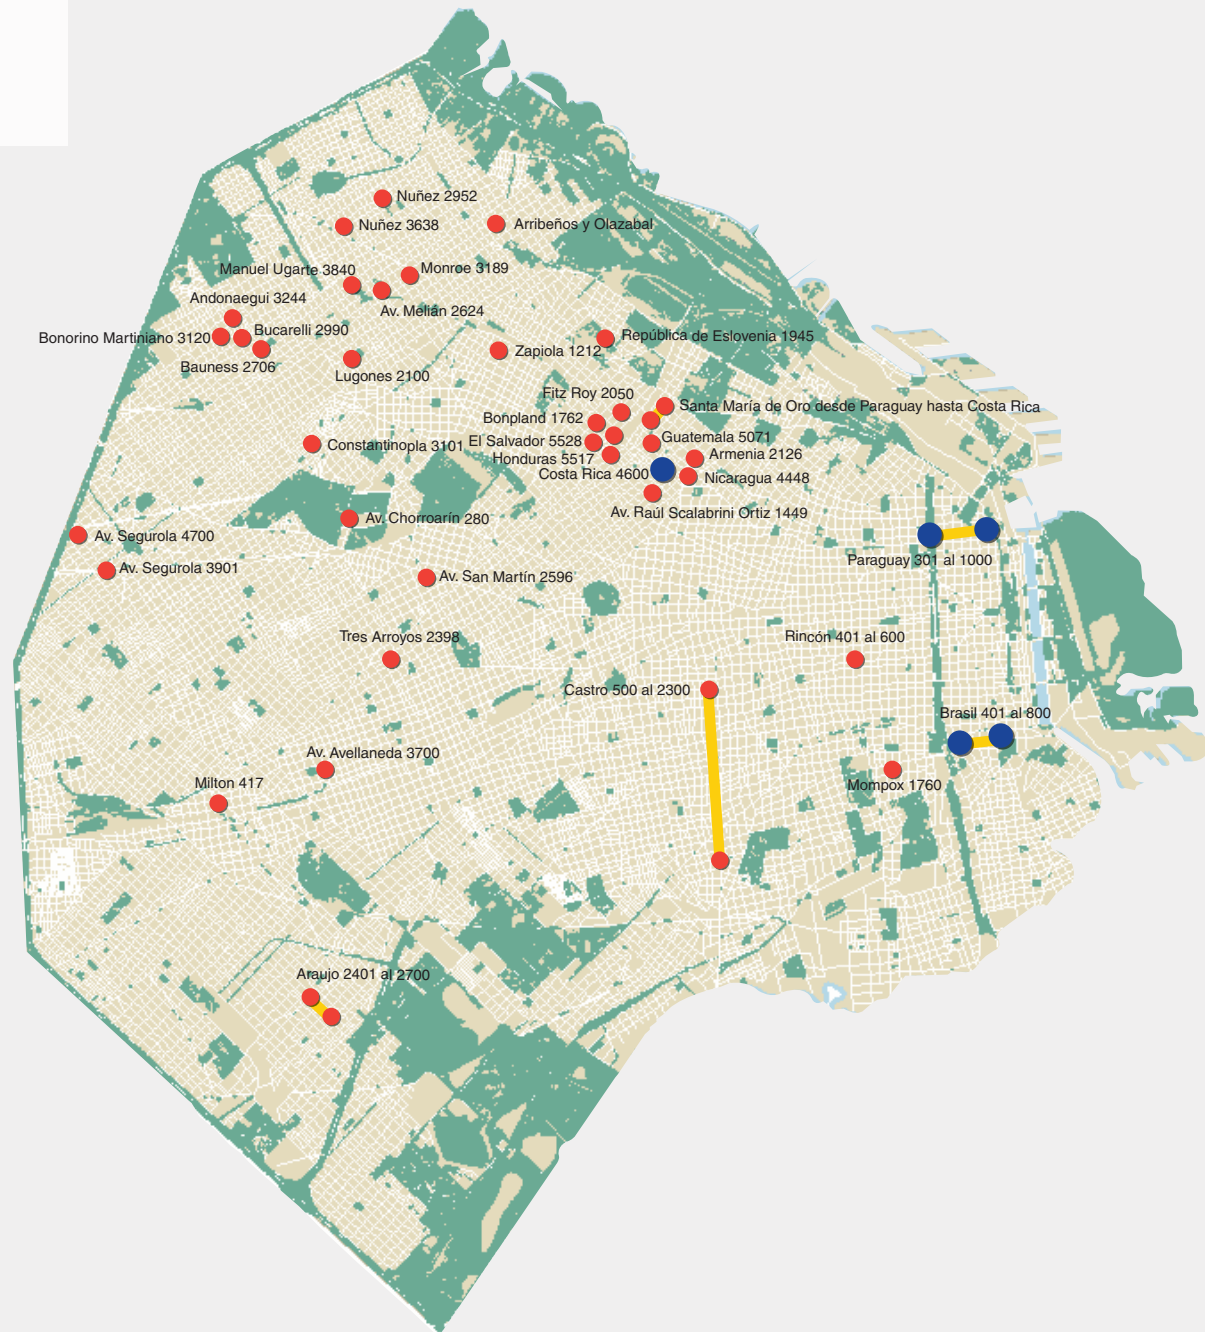 Nuñez 2952
Nuñez 3638
Arribeños y Olazabal
Manuel Ugarte 3840
Monroe 3189
Andonaegui 3244
Av. Melián 2624
Bonorino Martiniano 3120
Bucarelli 2990
República de Eslovenia 1945
Zapiola 1212
Bauness 2706
Lugones 2100
Fitz Roy 2050
Santa María de Oro desde Paraguay hasta Costa Rica
Bonpland 1762
Constantinopla 3101
El Salvador 5528
Guatemala 5071
Honduras 5517
Armenia 2126
Costa Rica 4600
Nicaragua 4448
Av. Raúl Scalabrini Ortiz 1449
Av. Chorroarín 280
Av. Segurola 4700
Paraguay 301 al 1000
Av. Segurola 3901
Av. San Martín 2596
Tres Arroyos 2398
Rincón 401 al 600
Castro 500 al 2300
Brasil 401 al 800
Av. Avellaneda 3700
Milton 417
Mompox 1760
Araujo 2401 al 2700